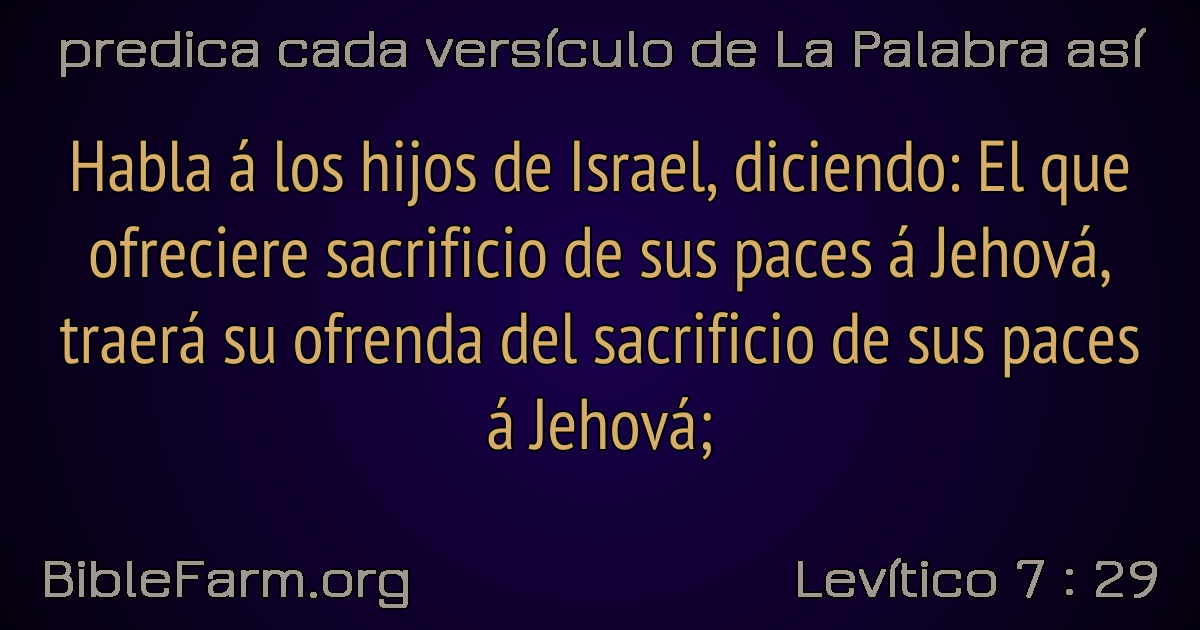 predica cada versículo de La Palabra así
Habla á los hijos de Israel, diciendo: El que
ofreciere sacrificio de sus paces á Jehová,
traerá su ofrenda del sacrificio de sus paces
á Jehová;
BibleFarm.org
Levítico 7 : 29